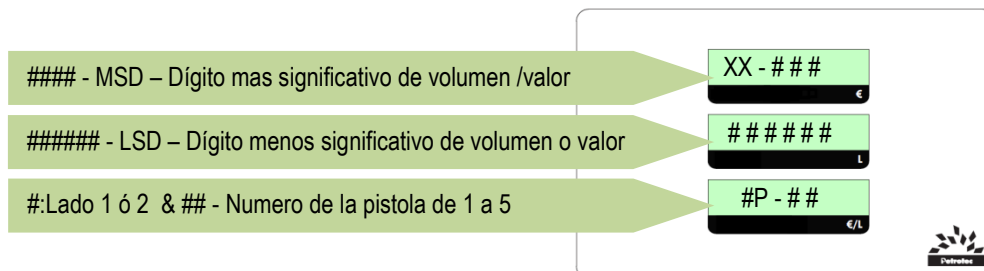 #### - MSD – Dígito mas significativo de volumen /valor
XX - # # #
€
###### - LSD – Dígito menos significativo de volumen o valor
# # # # # #
L
#:Lado 1 ó 2 & ## - Numero de la pistola de 1 a 5
#P - # #
€/L
Petrotec